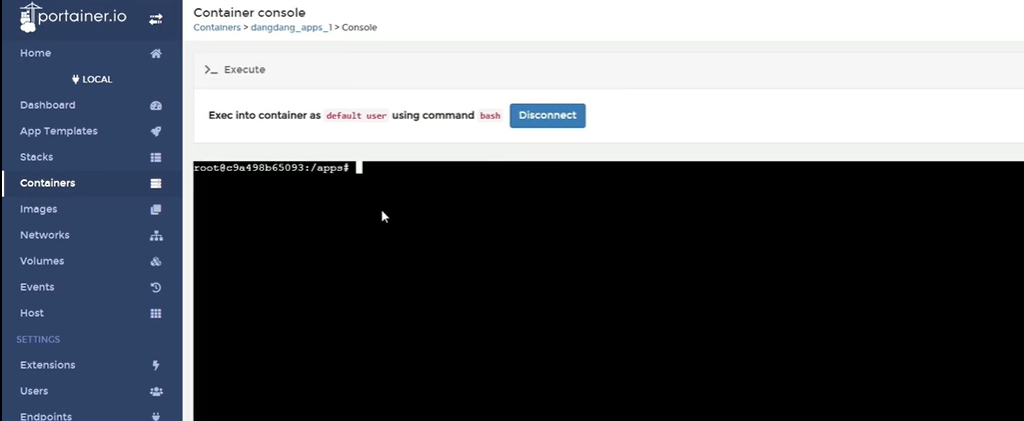 portainer.io
Home
LOCAL
Dashboard
App Templates
Stacks
Containers
Images
Networks
Volumes
Events
Host
SETTINGS
Extensions
Users
Endpoints
Container console
Containers > dangdang_apps_1 > Console
>_ Execute
Exec into container as default user using command bash Disconnect
root@c9a498b65093:/apps#